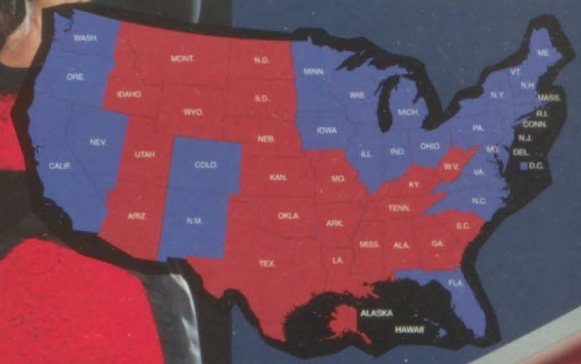 WASH.
MONT.
N.D.
MINN.
ME.
VT.
N.H.
ORE.
IDAHO
S.D.
WIS.
MICH.
N.Y.
MASS.
R.I.
CONN.
WYO.
IOWA
PA.
N.J.
NEV.
NEB.
ILL.
IND.
OHIO
MD.
DEL.
UTAH
COLO.
W.V.
VA.
D.C.
CALIF.
KAN.
MO.
KY.
N.C.
ARIZ.
N.M.
OKLA.
ARK.
TENN.
S.C.
TEX.
LA.
MISS.
ALA.
GA.
FLA.
ALASKA
HAWAII